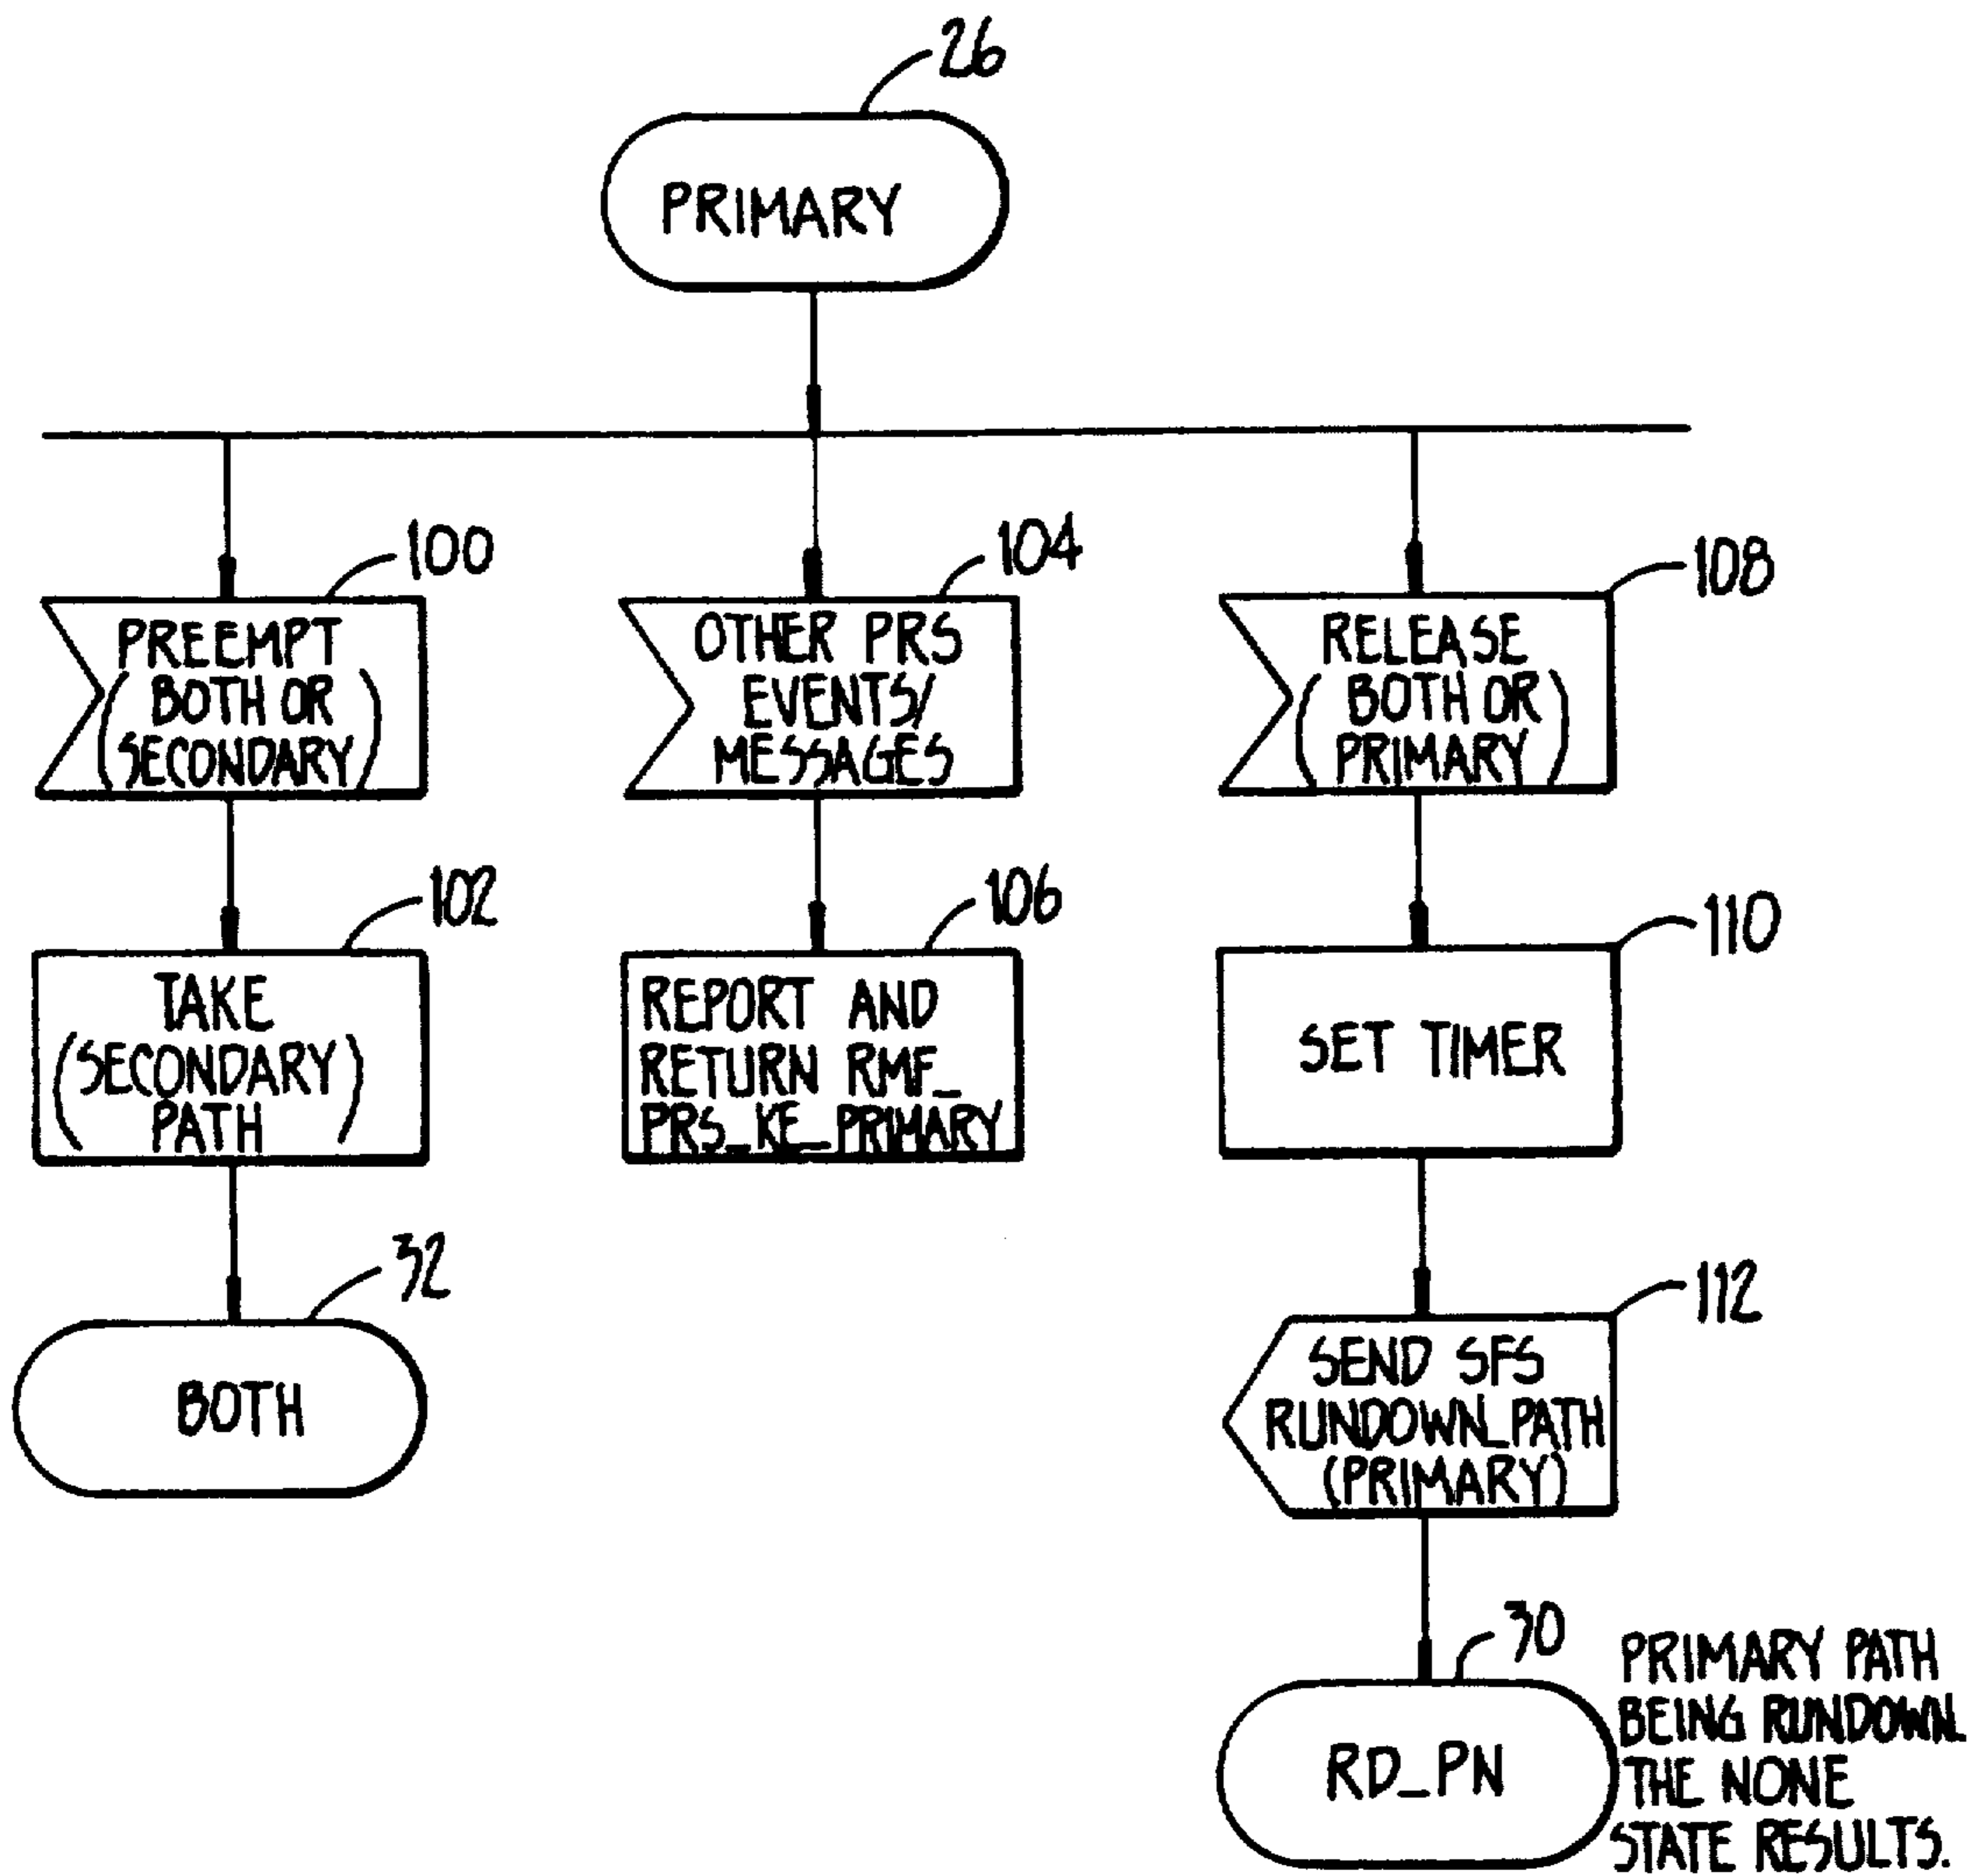 26
PRIMARY
100
PREEMPT
( BOTH OR
SECONDARY )
104
OTHER PRS
EVENTS/
MESSAGES
108
RELEASE
( BOTH OR
PRIMARY )
102
TAKE
( SECONDARY
PATH )
106
REPORT AND
RETURN RMF_
PRS_KE_PRIMARY
110
SET TIMER
32
BOTH
112
SEND SFS
RUNDOWN_PATH
(PRIMARY)
30
RD_PN
PRIMARY PATH
BEING RUNDOWN.
THE NONE
STATE RESULTS.